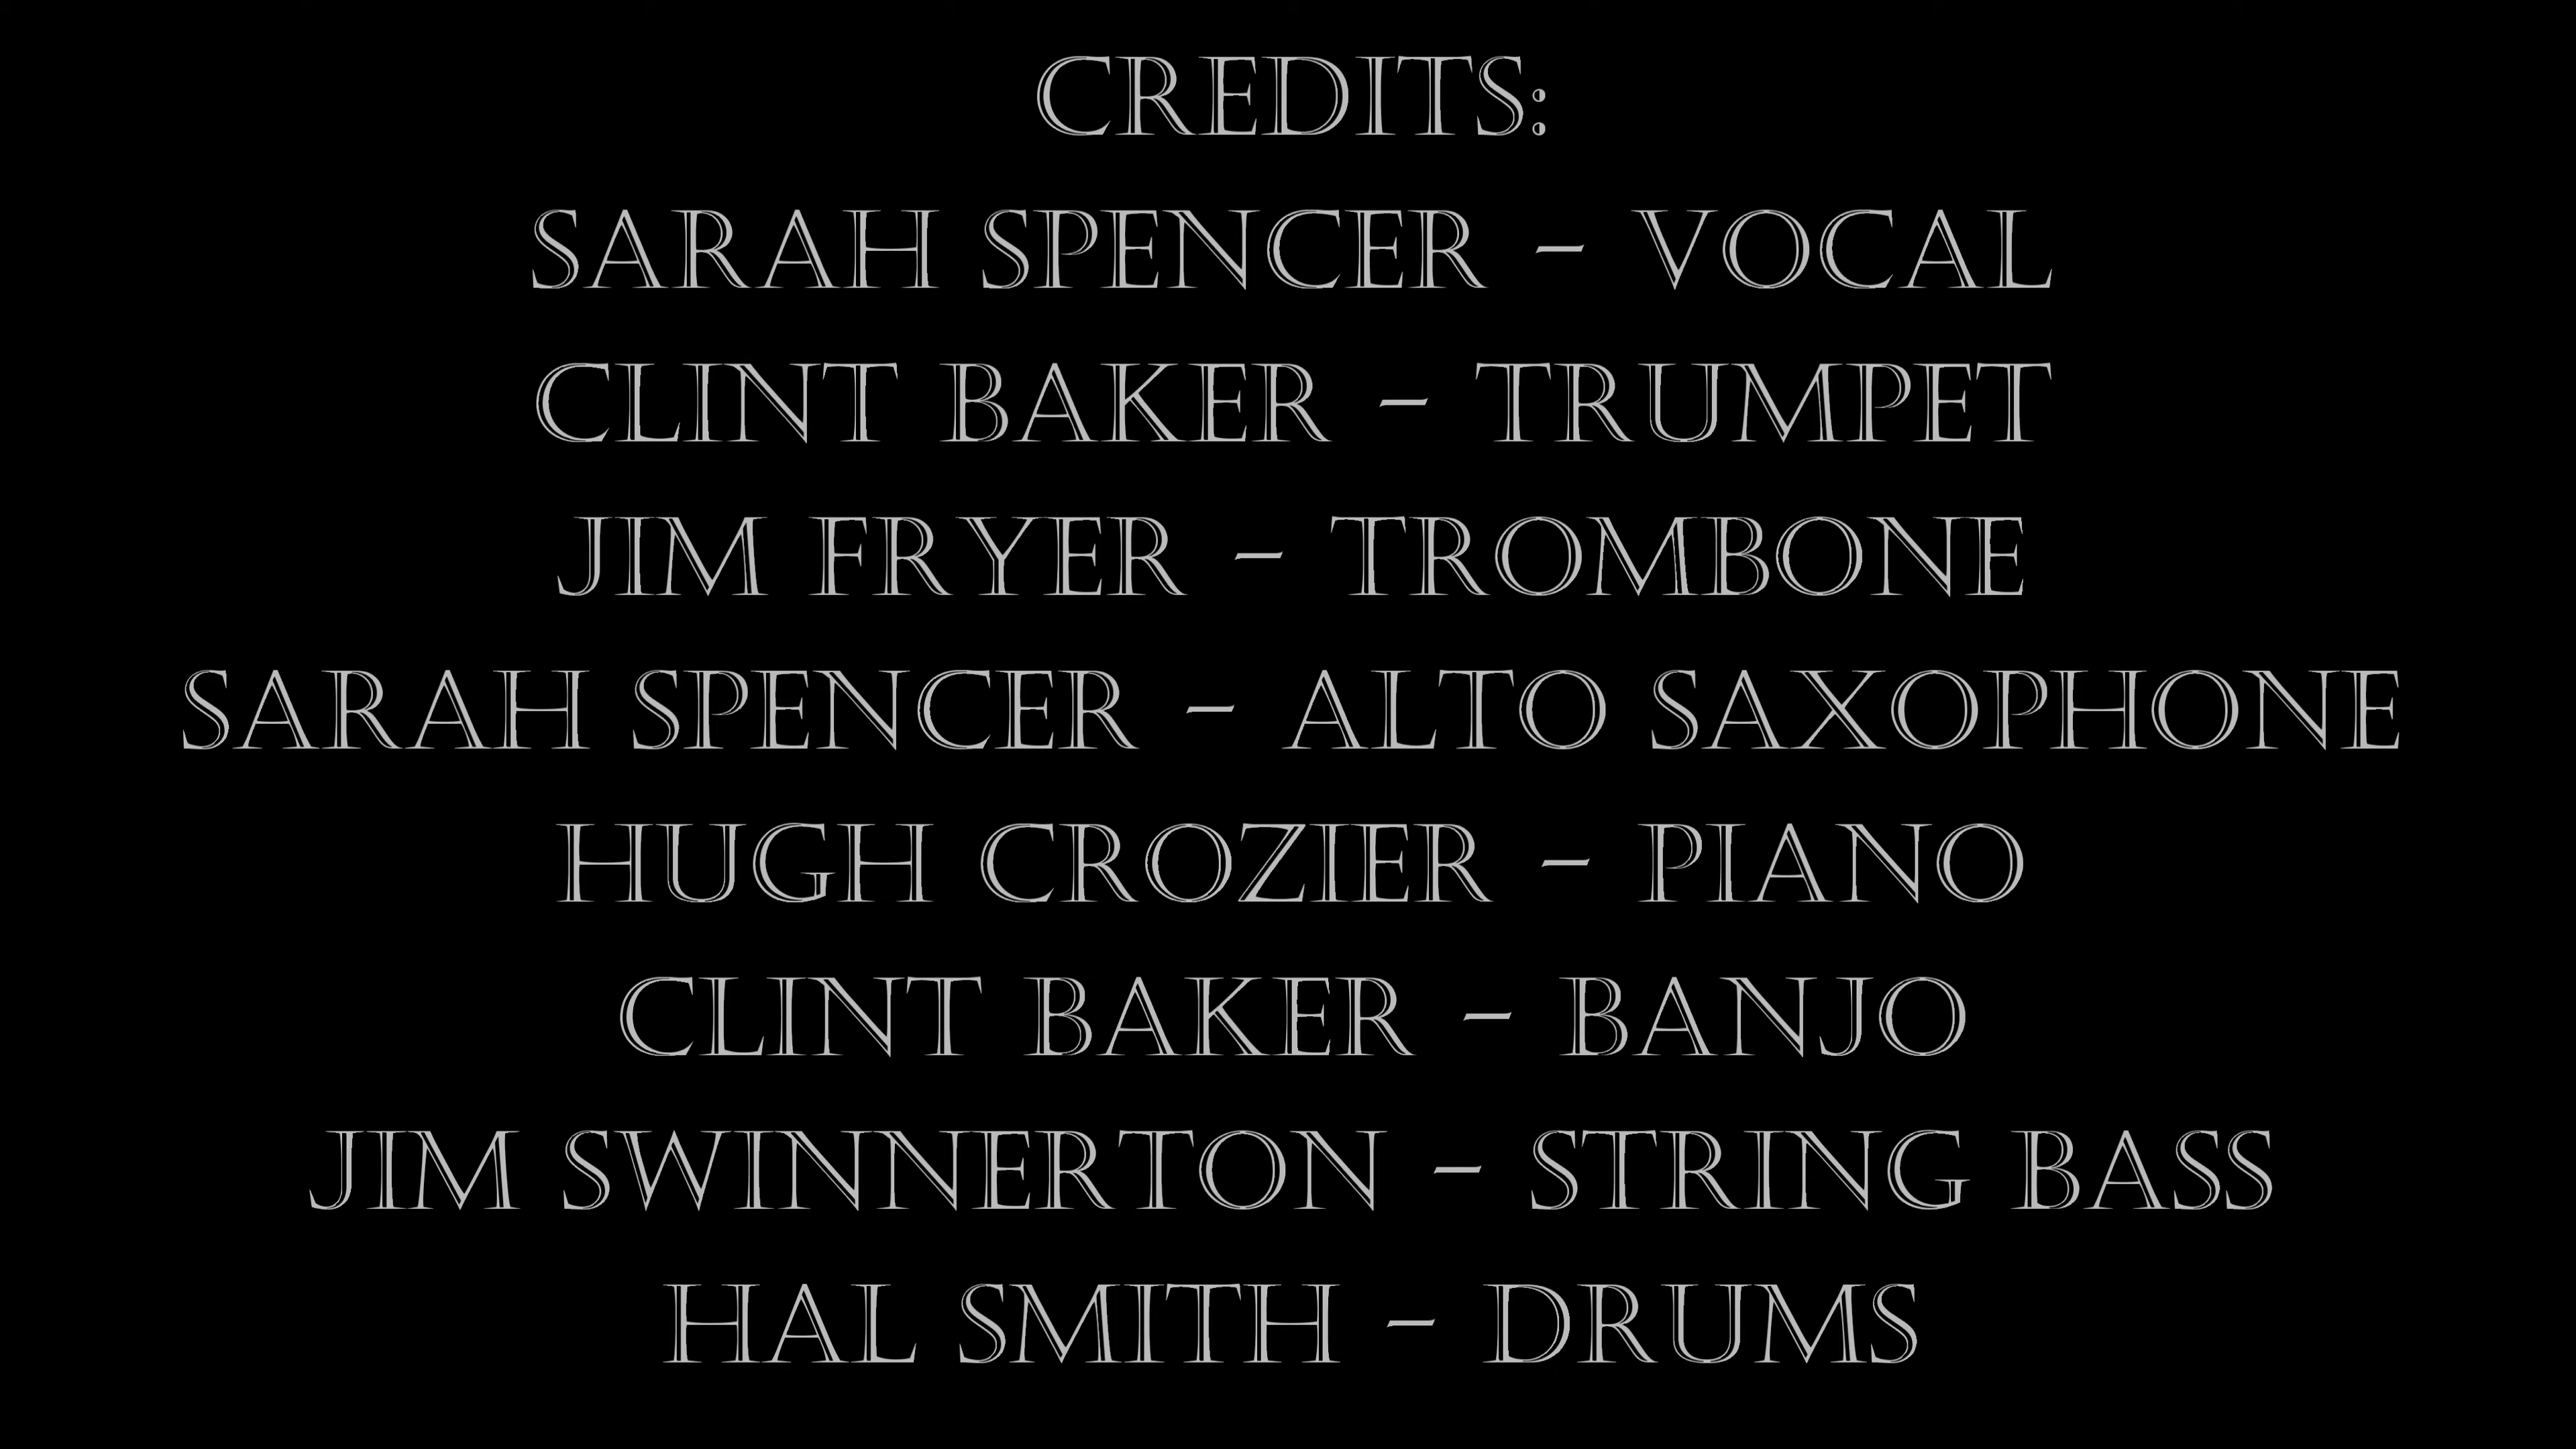 CREDITS:
SARAH SPENCER - VOCAL
CLINT BAKER - TRUMPET
JIM FRYER - TROMBONE
SARAH SPENCER - ALTO SAXOPHONE
HUGH CROZIER - PIANO
CLINT BAKER - BANJO
JIM SWINNERTON - STRING BASS
HAL SMITH - DRUMS